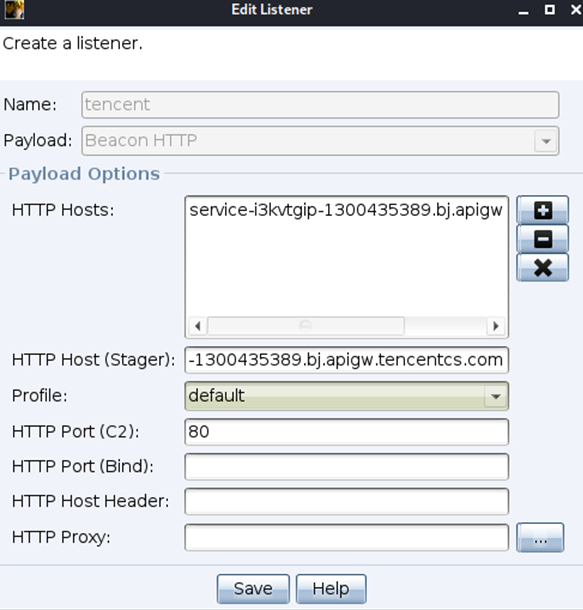 Edit Listener
Create a listener.
Name: tencent
Payload: Beacon HTTP
Payload Options
HTTP Hosts: service-i3kvtgip-1300435389.bj.apigw
HTTP Host (Stager): -1300435389.bj.apigw.tencentcs.com
Profile: default
HTTP Port (C2): 80
HTTP Port (Bind):
HTTP Host Header:
HTTP Proxy: ...
Save Help